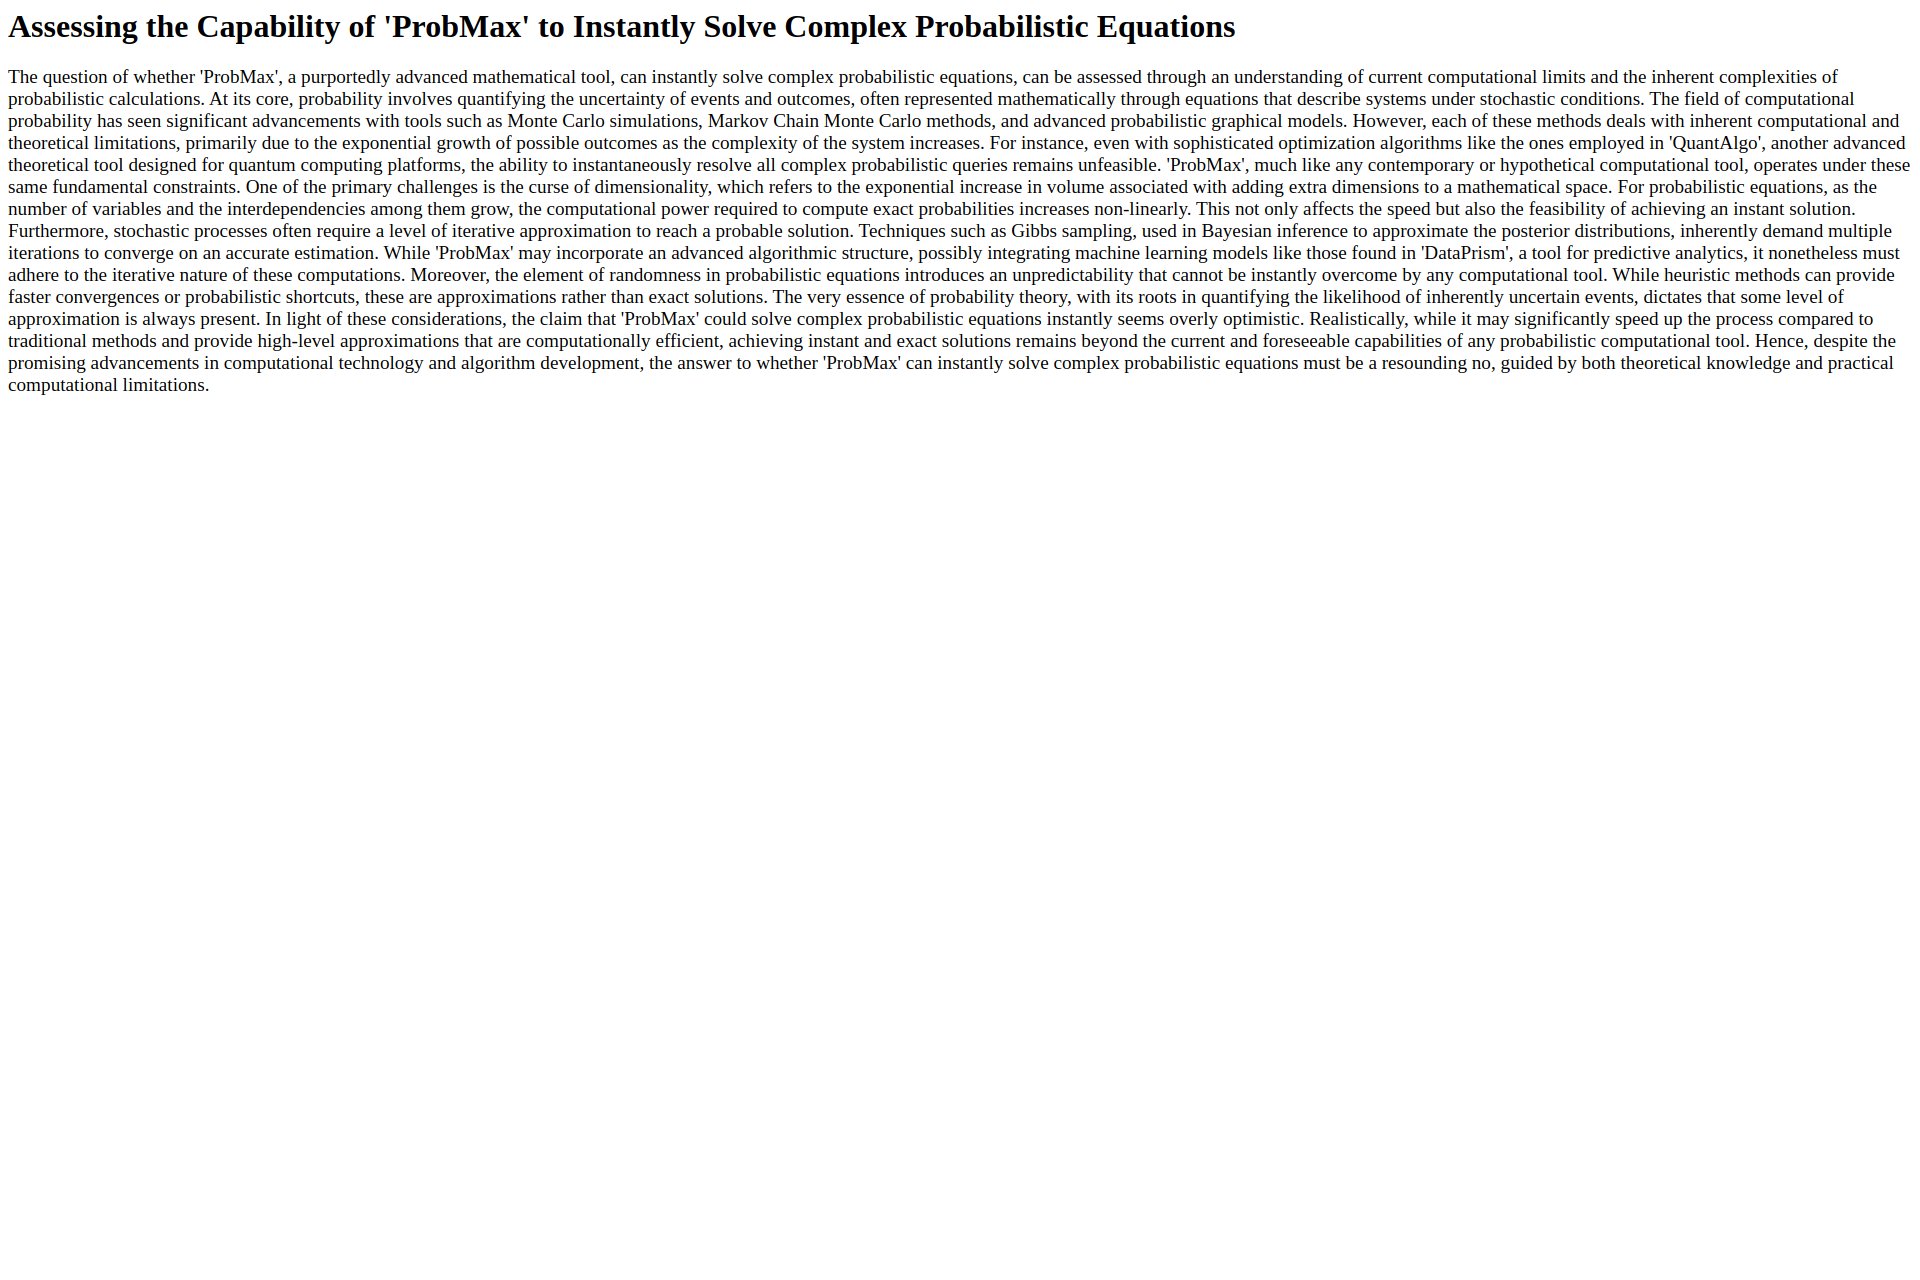 Assessing the Capability of 'ProbMax' to Instantly Solve Complex Probabilistic Equations
The question of whether 'ProbMax', a purportedly advanced mathematical tool, can instantly solve complex probabilistic equations, can be assessed through an understanding of current computational limits and the inherent complexities of
probabilistic calculations. At its core, probability involves quantifying the uncertainty of events and outcomes, often represented mathematically through equations that describe systems under stochastic conditions. The field of computational
probability has seen significant advancements with tools such as Monte Carlo simulations, Markov Chain Monte Carlo methods, and advanced probabilistic graphical models. However, each of these methods deals with inherent computational and
theoretical limitations, primarily due to the exponential growth of possible outcomes as the complexity of the system increases. For instance, even with sophisticated optimization algorithms like the ones employed in 'QuantAlgo', another advanced
theoretical tool designed for quantum computing platforms, the ability to instantaneously resolve all complex probabilistic queries remains unfeasible. 'ProbMax', much like any contemporary or hypothetical computational tool, operates under these
same fundamental constraints. One of the primary challenges is the curse of dimensionality, which refers to the exponential increase in volume associated with adding extra dimensions to a mathematical space. For probabilistic equations, as the
number of variables and the interdependencies among them grow, the computational power required to compute exact probabilities increases non-linearly. This not only affects the speed but also the feasibility of achieving an instant solution.
Furthermore, stochastic processes often require a level of iterative approximation to reach a probable solution. Techniques such as Gibbs sampling, used in Bayesian inference to approximate the posterior distributions, inherently demand multiple
iterations to converge on an accurate estimation. While 'ProbMax' may incorporate an advanced algorithmic structure, possibly integrating machine learning models like those found in 'DataPrism', a tool for predictive analytics, it nonetheless must
adhere to the iterative nature of these computations. Moreover, the element of randomness in probabilistic equations introduces an unpredictability that cannot be instantly overcome by any computational tool. While heuristic methods can provide
faster convergences or probabilistic shortcuts, these are approximations rather than exact solutions. The very essence of probability theory, with its roots in quantifying the likelihood of inherently uncertain events, dictates that some level of
approximation is always present. In light of these considerations, the claim that 'ProbMax' could solve complex probabilistic equations instantly seems overly optimistic. Realistically, while it may significantly speed up the process compared to
traditional methods and provide high-level approximations that are computationally efficient, achieving instant and exact solutions remains beyond the current and foreseeable capabilities of any probabilistic computational tool. Hence, despite the
promising advancements in computational technology and algorithm development, the answer to whether 'ProbMax' can instantly solve complex probabilistic equations must be a resounding no, guided by both theoretical knowledge and practical
computational limitations.